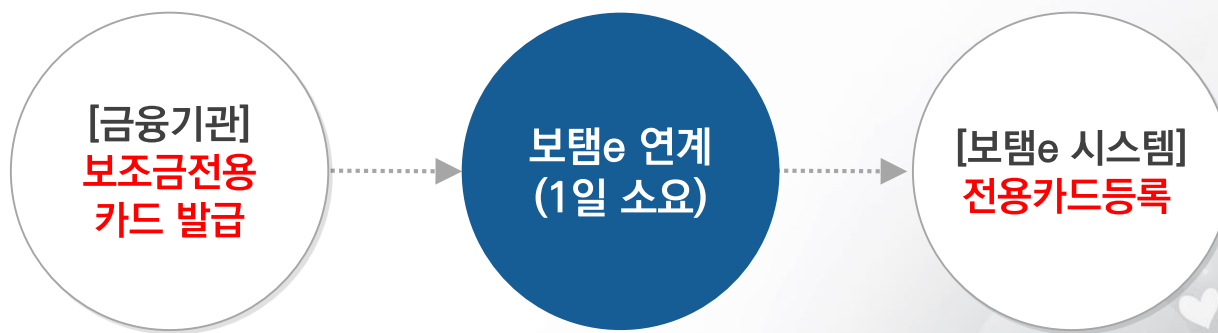 [금융기관]
보조금전용
카드 발급
보탬e 연계
(1일 소요)
[보탬e 시스템]
전용카드등록